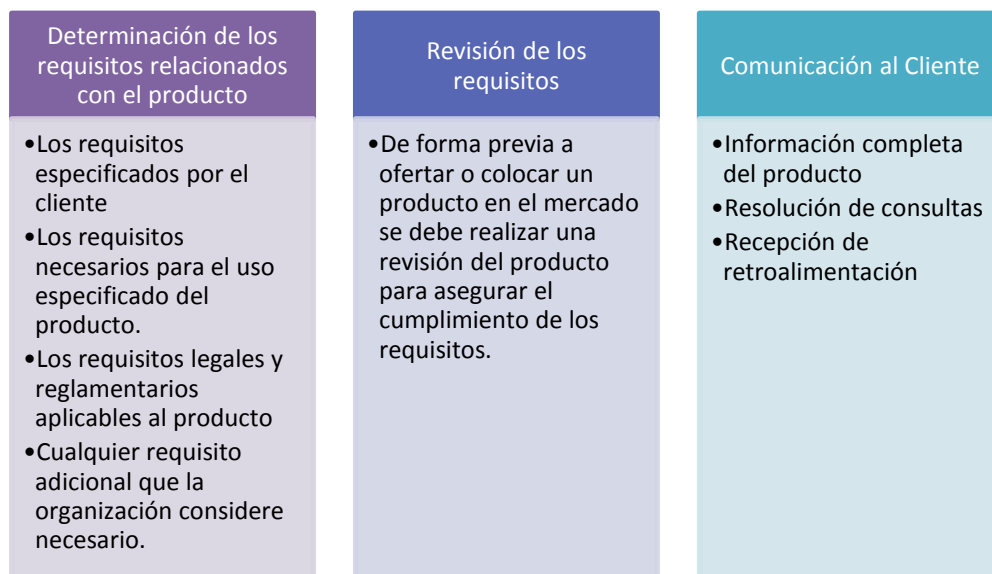 Determinación de los
requisitos relacionados
con el producto
•Los requisitos
especificados por el
cliente
•Los requisitos
necesarios para el uso
especificado del
producto.
•Los requisitos legales y
reglamentarios
aplicables al producto
•Cualquier requisito
adicional que la
organización considere
necesario.
Revisión de los
requisitos
•De forma previa a
ofertar o colocar un
producto en el mercado
se debe realizar una
revisión del producto
para asegurar el
cumplimiento de los
requisitos.
Comunicación al Cliente
•Información completa
del producto
•Resolución de consultas
•Recepción de
retroalimentación